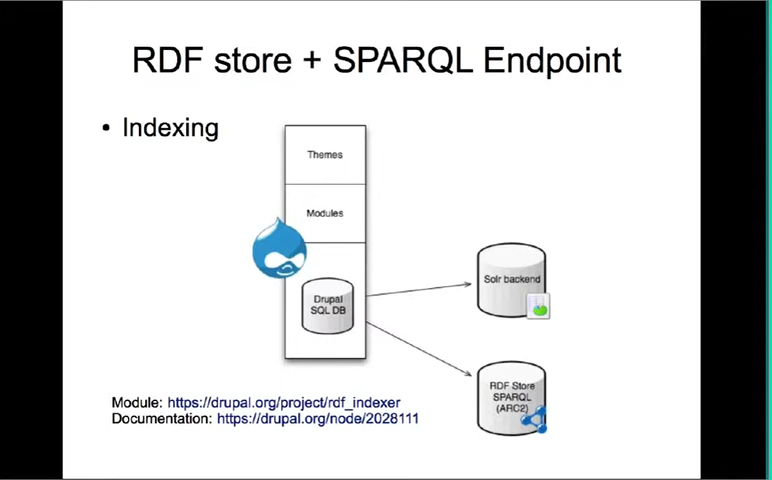 RDF store + SPARQL Endpoint
• Indexing
Themes
Modules
Drupal
SQL DB
Solr backend
RDF Store
SPARQL
(ARC2)
Module: https://drupal.org/project/rdf_indexer
Documentation: https://drupal.org/node/2028111